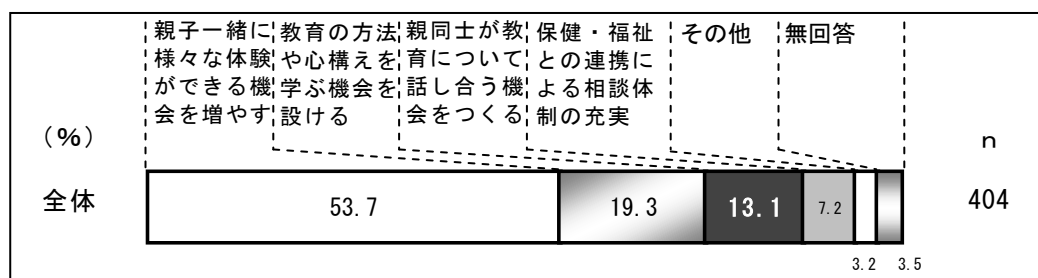 親子一緒に
様々な体験
ができる機
会を増やす
教育の方法
や心構えを
学ぶ機会を
設ける
親同士が教
育について
話し合う機
会をつくる
保健・福祉
との連携に
よる相談体
制の充実
その他
無回答
(%)
n
全体
53.7
19.3
13.1
7.2
404
3.2
3.5